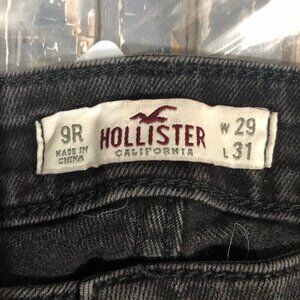 9R
MADE IN
CHINA
HOLLISTER
CALIFORNIA
W 29
L 31